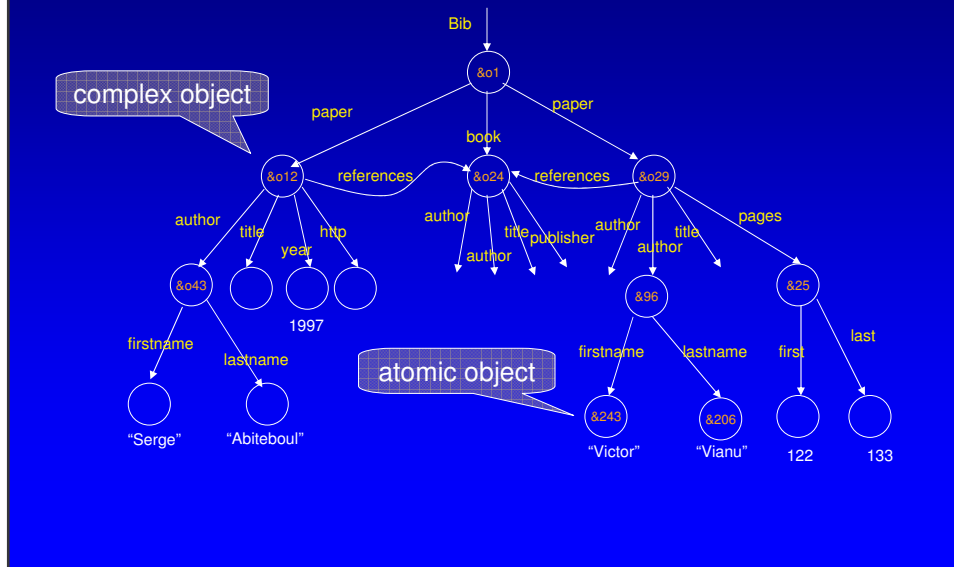 Bib
&o1
complex object
paper
paper
book
&o12
references
&o24
references
&o29
author
title
year
http
author
author
title
publisher
author
author
title
pages
&o43
&96
&25
1997
firstname
lastname
firstname
lastname
first
last
atomic object
&243
&206
“Serge”
“Abiteboul”
“Victor”
“Vianu”
122
133